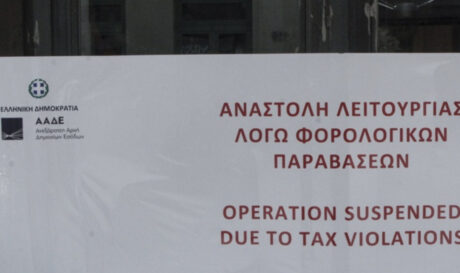 ΕΛΛΗΝΙΚΗ ΔΗΜΟΚΡΑΤΙΑ
ΑΑΔΕ
Ανεξάρτητη Αρχή
Δημοσίων Εσόδων
ΑΝΑΣΤΟΛΗ ΛΕΙΤΟΥΡΓΙΑΣ
ΛΟΓΩ ΦΟΡΟΛΟΓΙΚΩΝ
ΠΑΡΑΒΑΣΕΩΝ
OPERATION SUSPENDED
DUE TO TAX VIOLATIONS